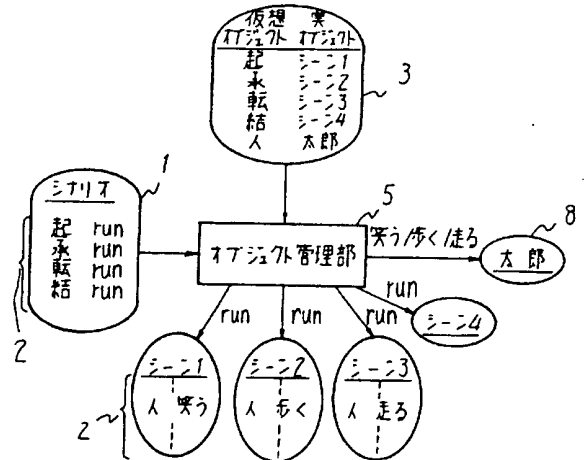 仮想 実
オブジェクト オブジェクト
起 シーン1
承 シーン2
転 シーン3
結 シーン4
人 太郎
3
1
シナリオ
起 run
承 run
転 run
結 run
2
5
オブジェクト管理部
笑う/歩く/走る
8
太郎
run
シーン4
run
run
run
シーン1
人 笑う
シーン2
人 歩く
シーン3
人 走る
2